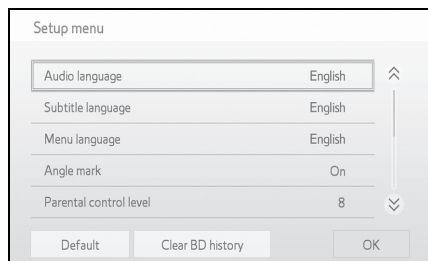 Setup menu
Audio language English
Subtitle language English
Menu language English
Angle mark On
Parental control level 8
Default Clear BD history OK